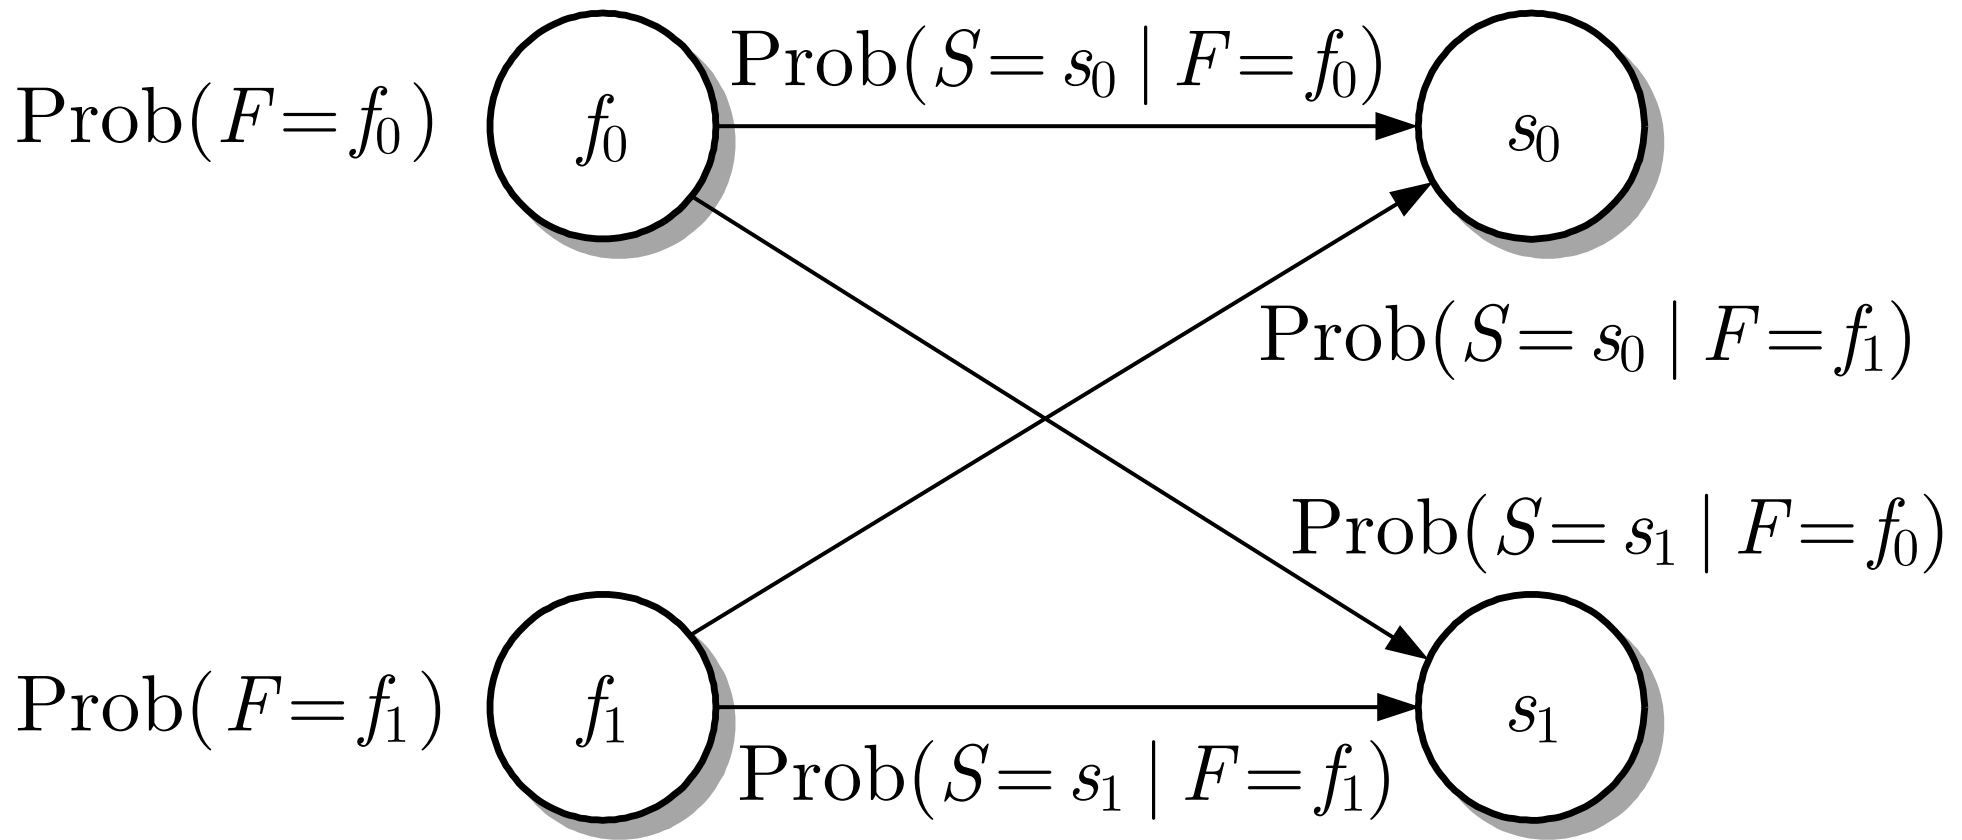 Prob(S = s₀ | F = f₀)
Prob(F = f₀)
f₀
s₀
Prob(S = s₀ | F = f₁)
Prob(S = s₁ | F = f₀)
Prob(F = f₁)
f₁
s₁
Prob(S = s₁ | F = f₁)